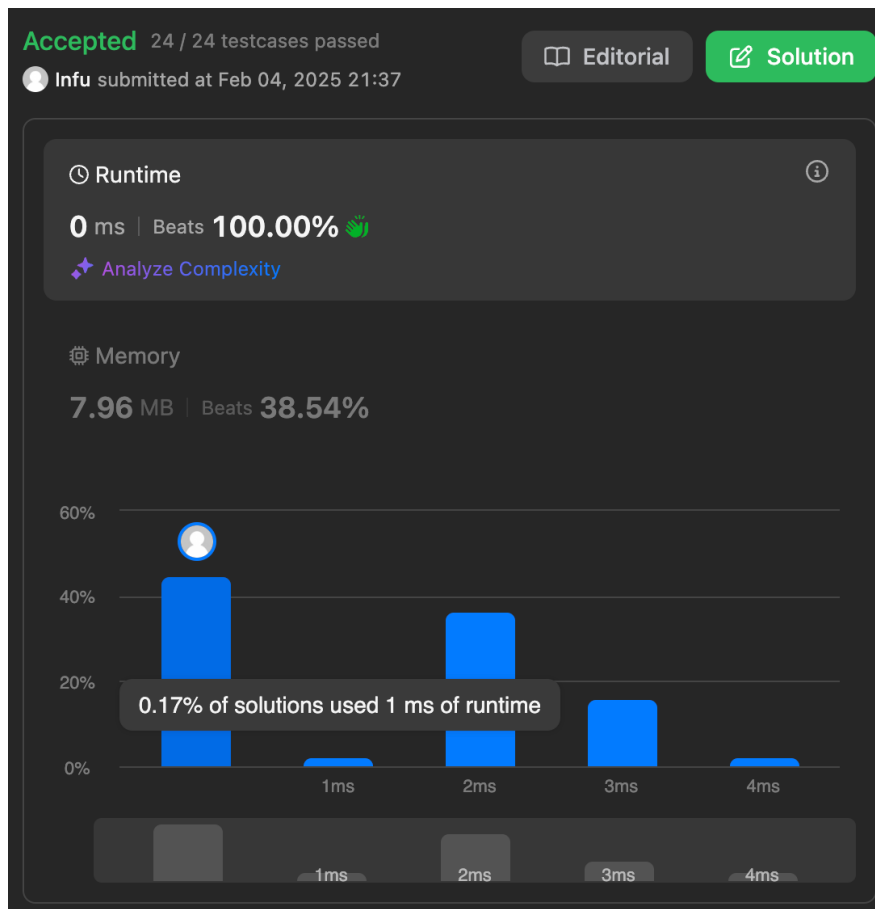 Accepted 24 / 24 testcases passed
Editorial
Solution
Infu submitted at Feb 04, 2025 21:37
Runtime
0 ms Beats 100.00%
Analyze Complexity
Memory
7.96 MB Beats 38.54%
60%
40%
20%
0.17% of solutions used 1 ms of runtime
0%
1ms 2ms 3ms 4ms
1ms 2ms 3ms 4ms